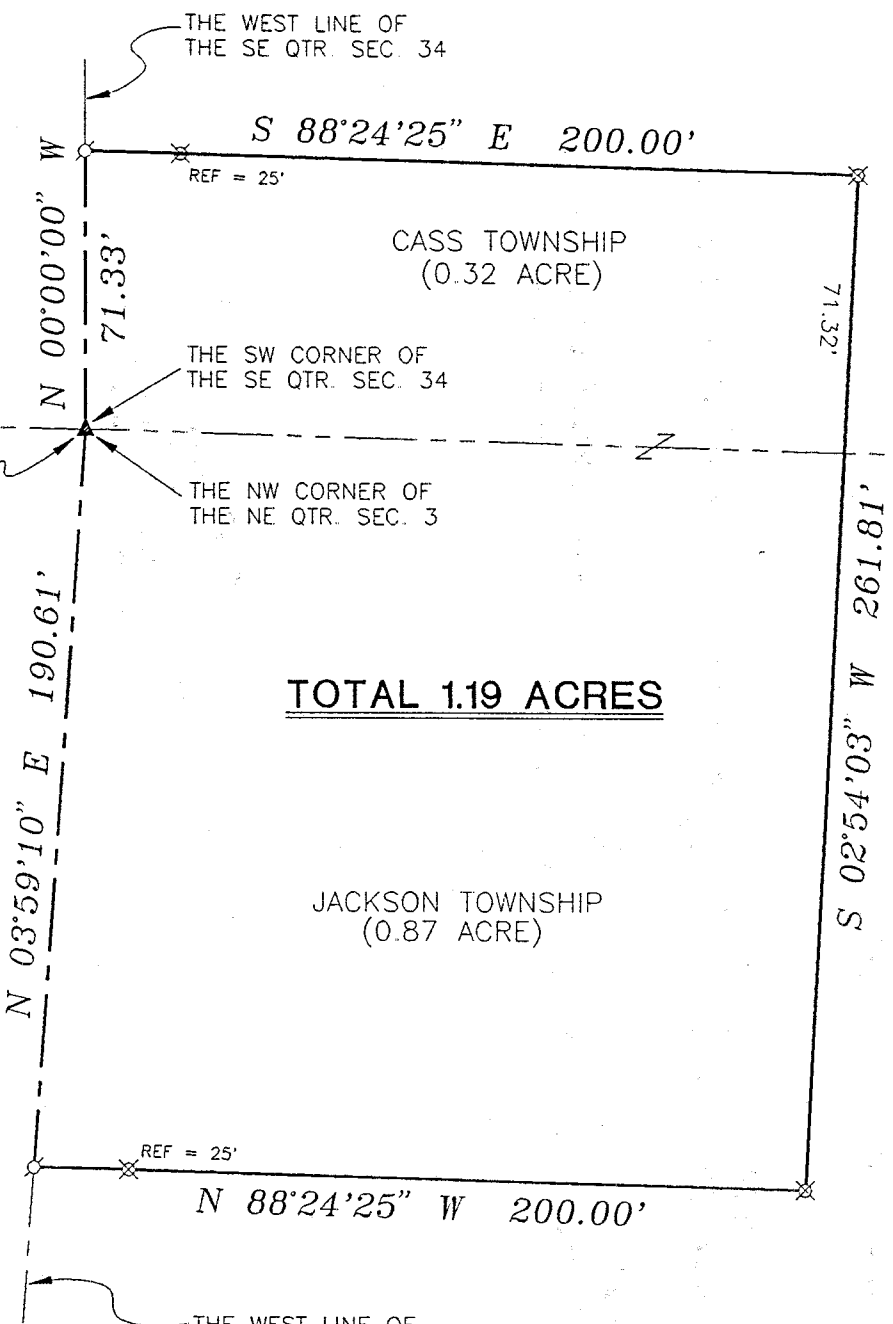 THE WEST LINE OF
THE SE QTR. SEC. 34
S 88°24'25" E 200.00'
REF = 25'
N 00°00'00" W
71.33'
CASS TOWNSHIP
(0.32 ACRE)
71.32'
THE SW CORNER OF
THE SE QTR. SEC. 34
THE NW CORNER OF
THE NE QTR. SEC. 3
N 03°59'10" E 190.61'
S 02°54'03" W 261.81'
TOTAL 1.19 ACRES
JACKSON TOWNSHIP
(0.87 ACRE)
REF = 25'
N 88°24'25" W 200.00'
THE WEST LINE OF